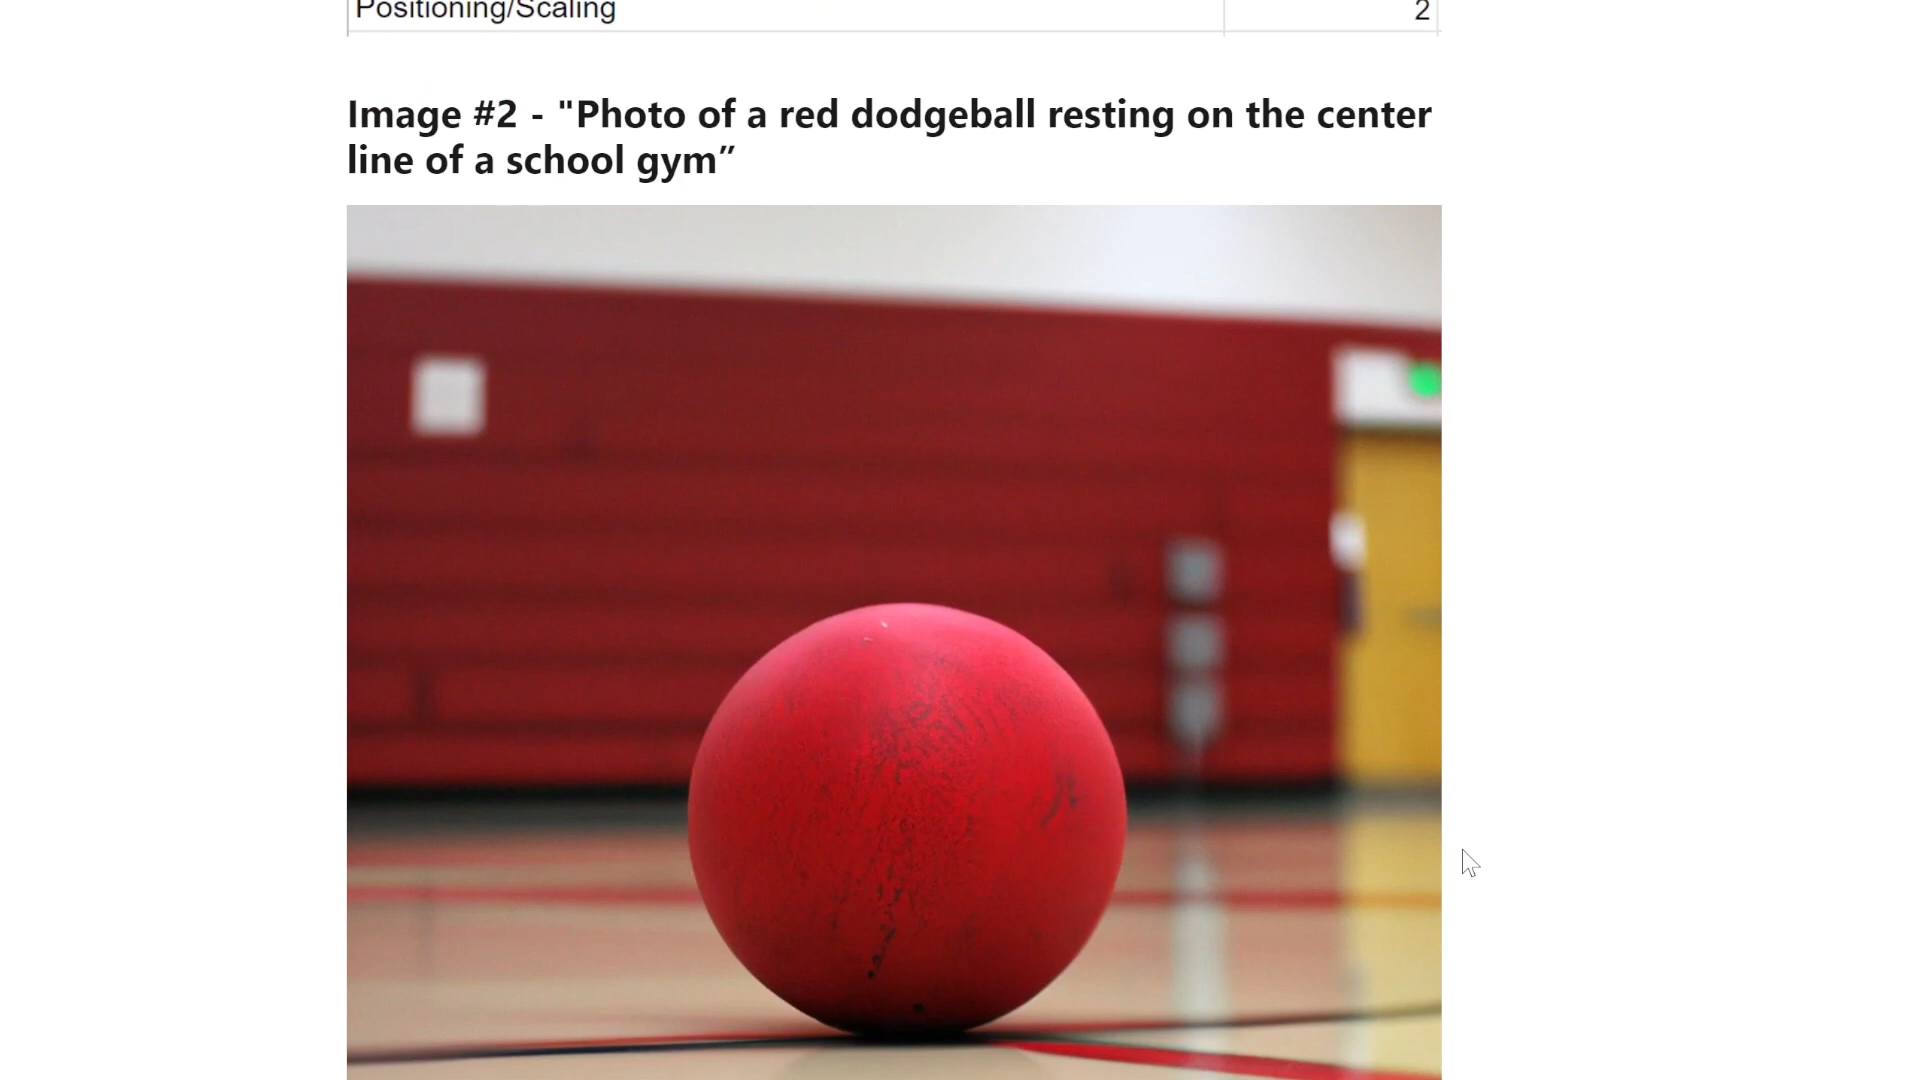 Positioning/Scaling
2
Image #2 - "Photo of a red dodgeball resting on the center
line of a school gym”